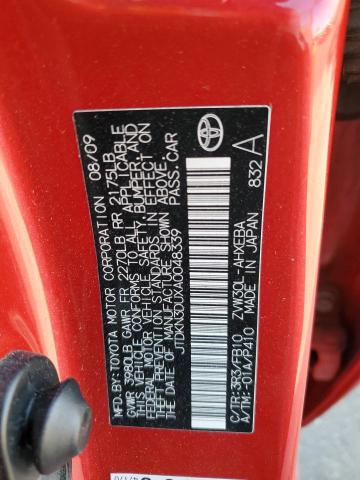 MFD.BY:TOYOTA MOTOR CORPORATION 08/09
GVWR 3980LB GAWR FR 2270LB RR 2175LB
THIS VEHICLE CONFORMS TO ALL APPLICABLE
FEDERAL MOTOR VEHICLE SAFETY, BUMPER, AND
THEFT PREVENTION STANDARDS IN EFFECT ON
THE DATE OF MANUFACTURE SHOWN ABOVE.
JTDKN3DUXA0048339 PASS.CAR
C/TR:3R3/FB10 ZVW30L-AHXEBA
A/TM:-01A/P410 MADE IN JAPAN
832 A
TOYOTA